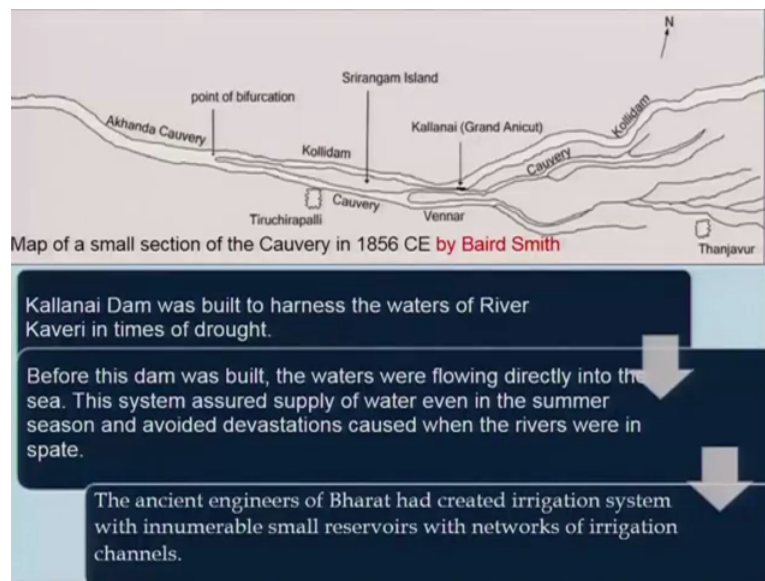 N
Srirangam Island
point of bifurcation
Akhanda Cauvery
Kollidam
Kallanai (Grand Anicut)
Kollidam
Cauvery
Cauvery
Tiruchirapalli
Vennar
Thanjavur
Map of a small section of the Cauvery in 1856 CE by Baird Smith
Kallanai Dam was built to harness the waters of River
Kaveri in times of drought.
Before this dam was built, the waters were flowing directly into the
sea. This system assured supply of water even in the summer
season and avoided devastations caused when the rivers were in
spate.
The ancient engineers of Bharat had created irrigation system
with innumerable small reservoirs with networks of irrigation
channels.